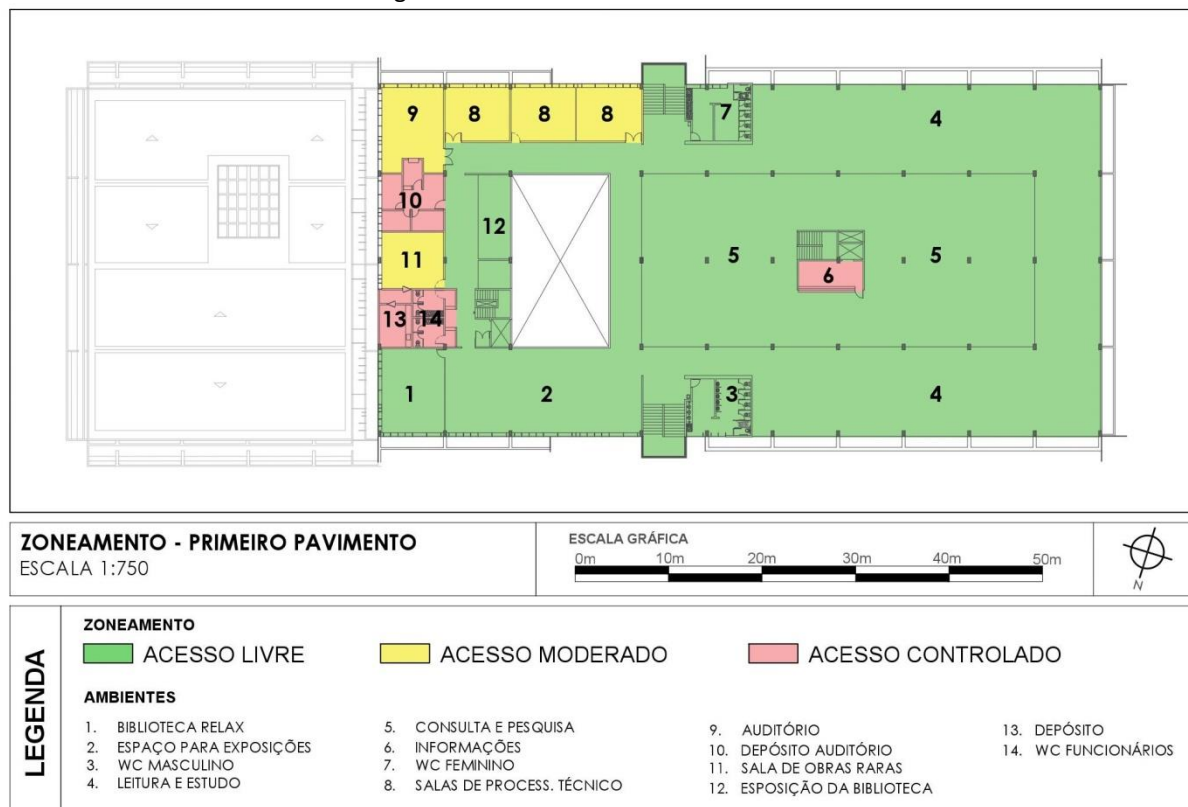 9 8 8 8 7 4
10 12
11 5 5
6
13 14
1 2 3 4
ZONEAMENTO - PRIMEIRO PAVIMENTO
ESCALA 1:750
ESCALA GRÁFICA
0m 10m 20m 30m 40m 50m
N
LEGENDA
ZONEAMENTO
ACESSO LIVRE ACESSO MODERADO ACESSO CONTROLADO
AMBIENTES
1. BIBLIOTECA RELAX
2. ESPAÇO PARA EXPOSIÇÕES
3. WC MASCULINO
4. LEITURA E ESTUDO
5. CONSULTA E PESQUISA
6. INFORMAÇÕES
7. WC FEMININO
8. SALAS DE PROCESS. TÉCNICO
9. AUDITÓRIO
10. DEPÓSITO AUDITÓRIO
11. SALA DE OBRAS RARAS
12. ESPOSIÇÃO DA BIBLIOTECA
13. DEPÓSITO
14. WC FUNCIONÁRIOS